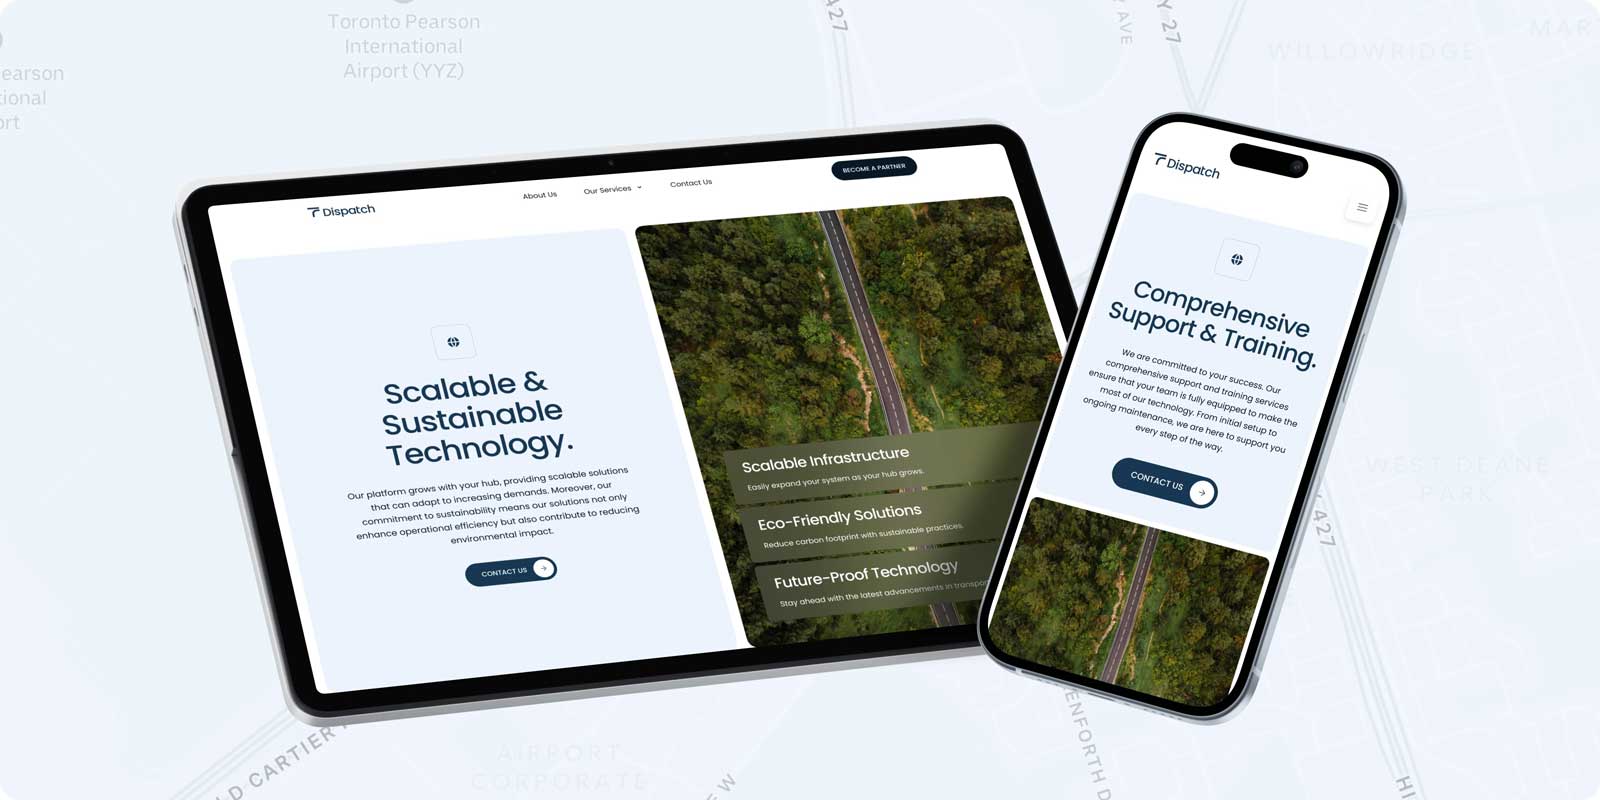 Toronto Pearson
International
Airport (YYZ)
earson
ional
ort
427
AVE
Y 27
WILLOWRIDGE
MAR
Dispatch
About Us
Our Services
Contact Us
BECOME A PARTNER
Scalable &
Sustainable
Technology.
Our platform grows with your hub, providing scalable solutions
that can adapt to increasing demands. Moreover, our
commitment to sustainability means our solutions not only
enhance operational efficiency but also contribute to reducing
environmental impact.
CONTACT US
Scalable Infrastructure
Easily expand your system as your hub grows.
Eco-Friendly Solutions
Reduce carbon footprint with sustainable practices.
Future-Proof Technology
Stay ahead with the latest advancements in transpor
Dispatch
Comprehensive
Support & Training.
We are committed to your success. Our
comprehensive support and training services
ensure that your team is fully equipped to make the
most of our technology. From initial setup to
ongoing maintenance, we are here to support you
every step of the way.
CONTACT US
WEST DEANE
PARK
427
LD CARTIER
AIRPORT
CORPORATE
EW
ENFORTH D
HI